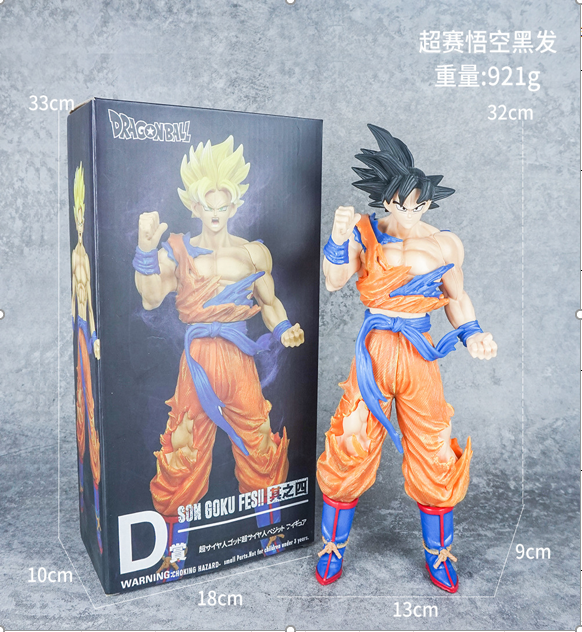 超赛悟空黑发
重量:921g
33cm
32cm
DRAGONBALL
SON GOKU FES!! 其之四
D賞
超サイヤ人ゴッド超サイヤ人ベジットフィギュア
WARNING:CHOKING HAZARD- small Parts.Not for children under 3 years.
10cm
18cm
13cm
9cm